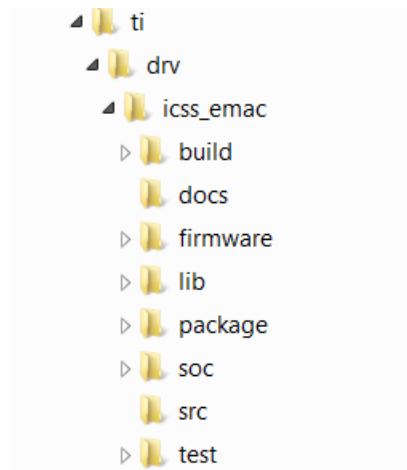 ti
drv
icss_emac
build
docs
firmware
lib
package
soc
src
test